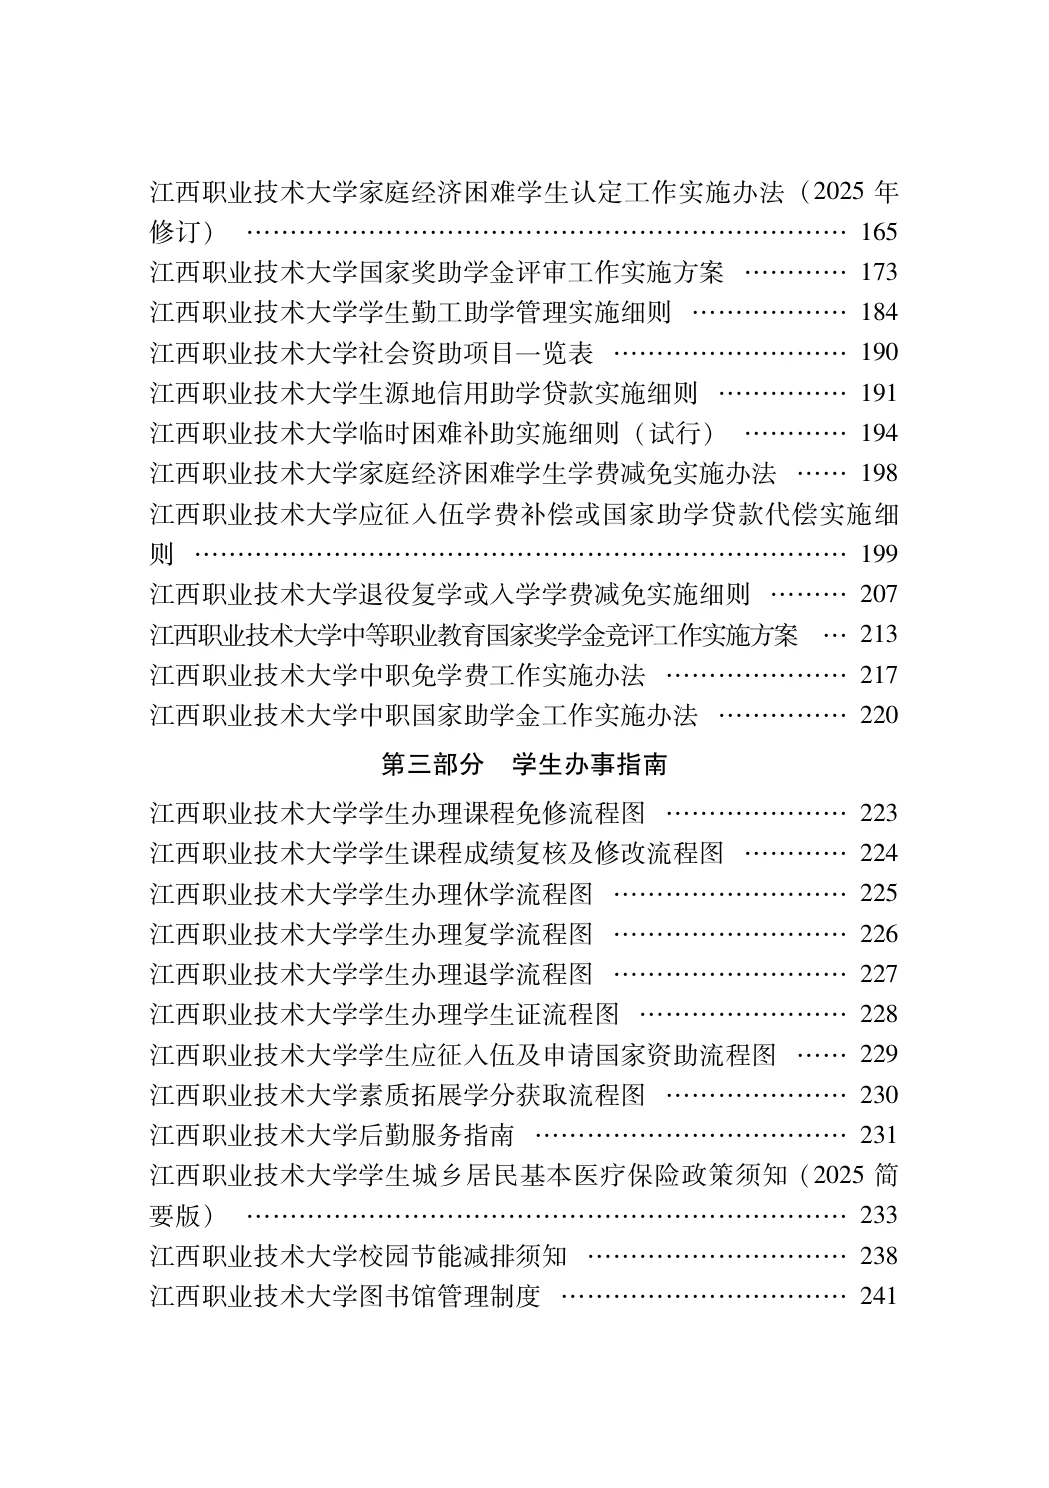 江西职业技术大学家庭经济困难学生认定工作实施办法（2025 年
修订） …………………………………………………………… 165
江西职业技术大学国家奖助学金评审工作实施方案 ………… 173
江西职业技术大学学生勤工助学管理实施细则 ……………… 184
江西职业技术大学社会资助项目一览表 ……………………… 190
江西职业技术大学生源地信用助学贷款实施细则 …………… 191
江西职业技术大学临时困难补助实施细则（试行） ………… 194
江西职业技术大学家庭经济困难学生学费减免实施办法 …… 198
江西职业技术大学应征入伍学费补偿或国家助学贷款代偿实施细
则 ………………………………………………………………… 199
江西职业技术大学退役复学或入学学费减免实施细则 ……… 207
江西职业技术大学中等职业教育国家奖学金竞评工作实施方案 … 213
江西职业技术大学中职免学费工作实施办法 ………………… 217
江西职业技术大学中职国家助学金工作实施办法 …………… 220
第三部分 学生办事指南
江西职业技术大学学生办理课程免修流程图 ………………… 223
江西职业技术大学学生课程成绩复核及修改流程图 ………… 224
江西职业技术大学学生办理休学流程图 ……………………… 225
江西职业技术大学学生办理复学流程图 ……………………… 226
江西职业技术大学学生办理退学流程图 ……………………… 227
江西职业技术大学学生办理学生证流程图 …………………… 228
江西职业技术大学学生应征入伍及申请国家资助流程图 …… 229
江西职业技术大学素质拓展学分获取流程图 ………………… 230
江西职业技术大学后勤服务指南 ……………………………… 231
江西职业技术大学学生城乡居民基本医疗保险政策须知（2025 简
要版） …………………………………………………………… 233
江西职业技术大学校园节能减排须知 ………………………… 238
江西职业技术大学图书馆管理制度 …………………………… 241